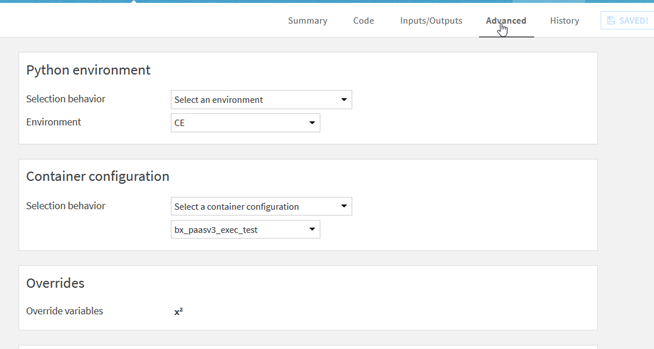 Summary Code Inputs/Outputs Advanced History SAVED!
Python environment
Selection behavior Select an environment
Environment CE
Container configuration
Selection behavior Select a container configuration
bx_paasv3_exec_test
Overrides
Override variables x²